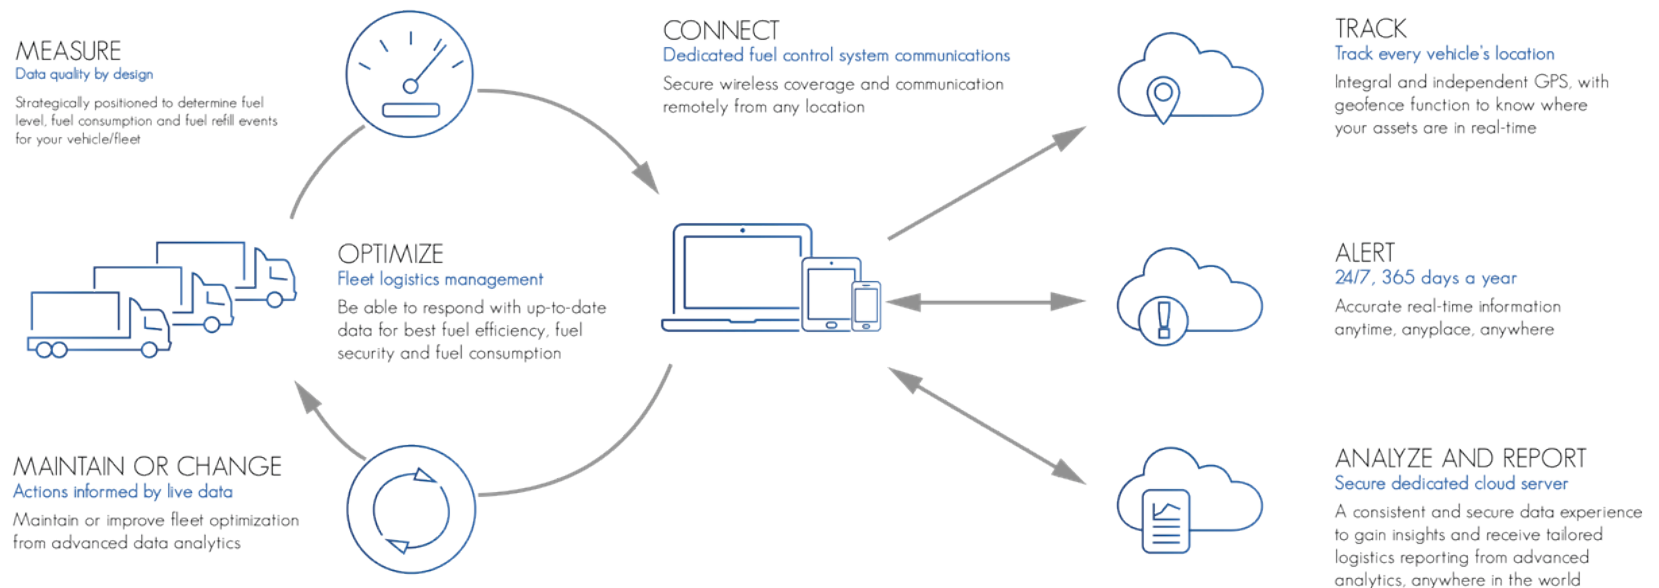 MEASURE
Data quality by design
Strategically positioned to determine fuel
level, fuel consumption and fuel refill events
for your vehicle/fleet
CONNECT
Dedicated fuel control system communications
Secure wireless coverage and communication
remotely from any location
TRACK
Track every vehicle's location
Integral and independent GPS, with
geofence function to know where
your assets are in real-time
OPTIMIZE
Fleet logistics management
Be able to respond with up-to-date
data for best fuel efficiency, fuel
security and fuel consumption
ALERT
24/7, 365 days a year
Accurate real-time information
anytime, anyplace, anywhere
MAINTAIN OR CHANGE
Actions informed by live data
Maintain or improve fleet optimization
from advanced data analytics
ANALYZE AND REPORT
Secure dedicated cloud server
A consistent and secure data experience
to gain insights and receive tailored
logistics reporting from advanced
analytics, anywhere in the world